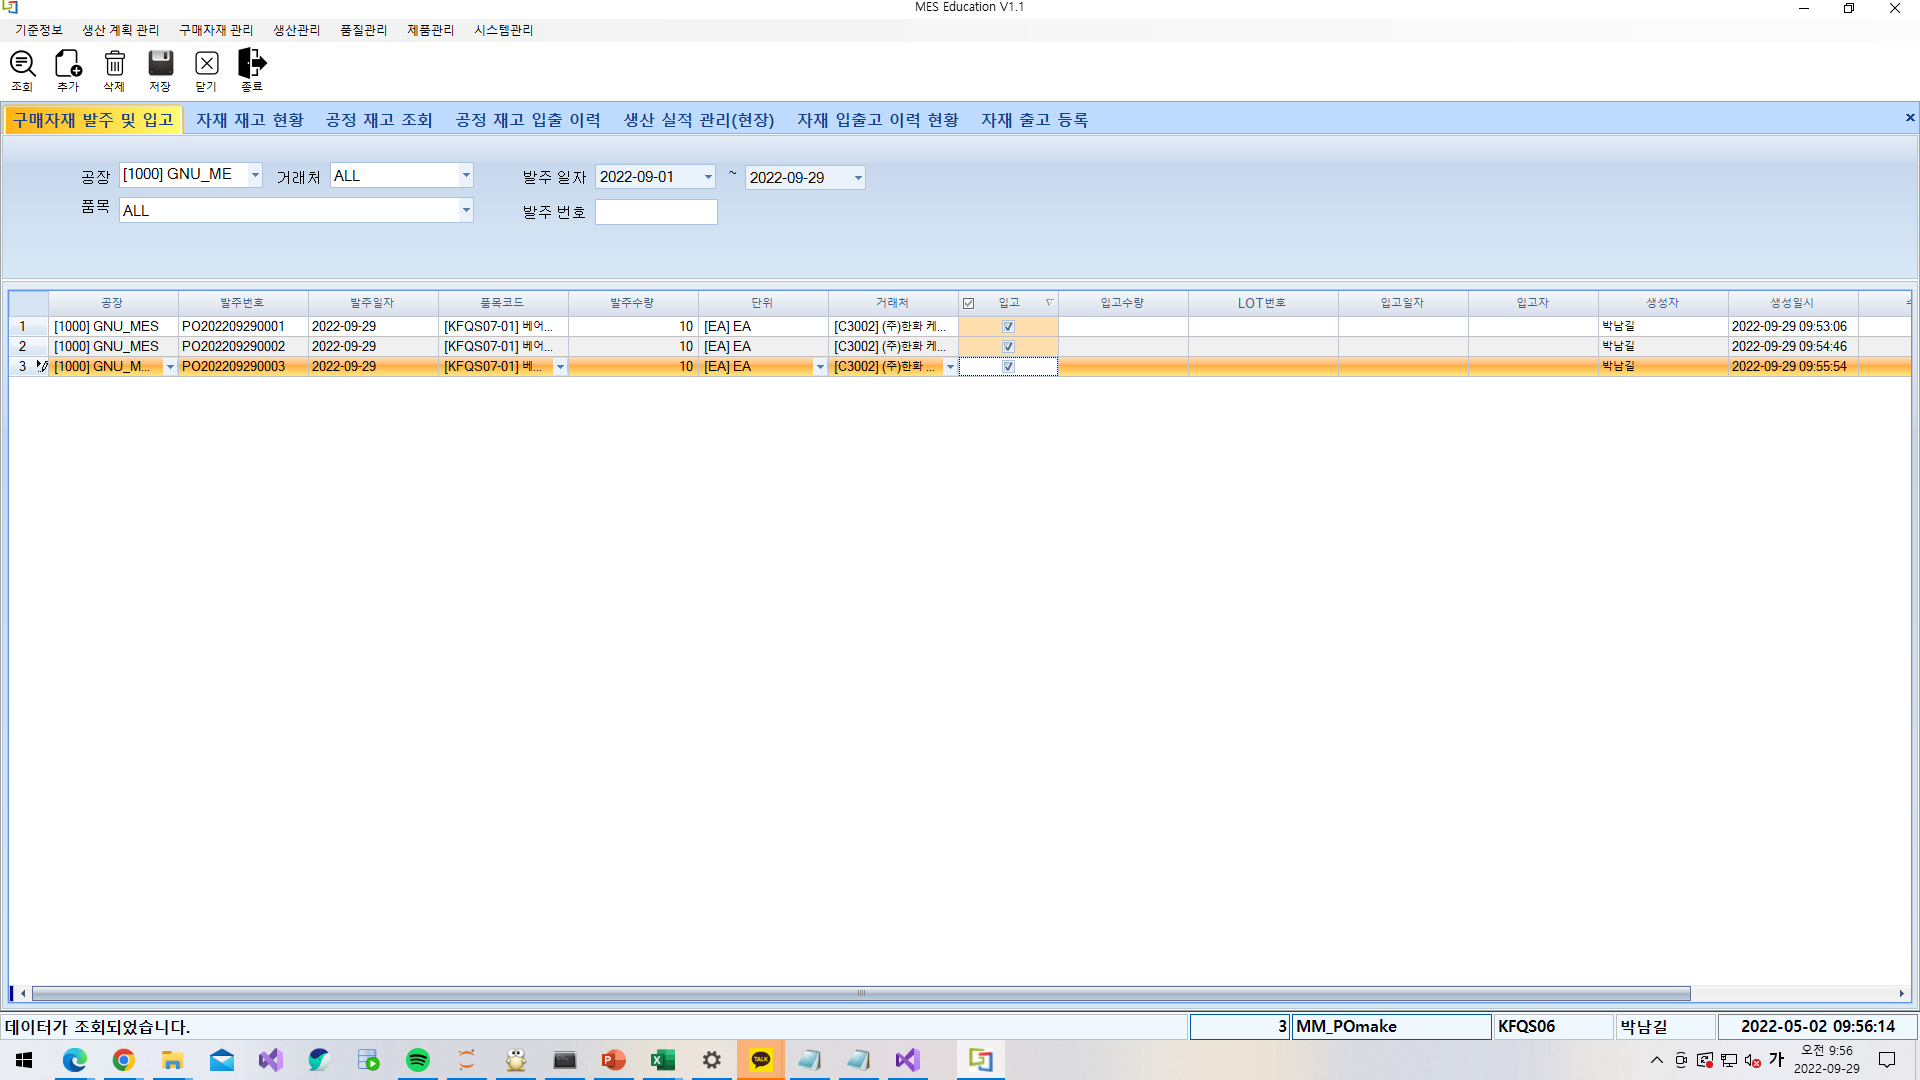 MES Education V1.1
기준정보 생산 계획 관리 구매자재 관리 생산관리 품질관리 제품관리 시스템관리
조회 추가 삭제 저장 닫기 종료
구매자재 발주 및 입고 자재 재고 현황 공정 재고 조회 공정 재고 입출 이력 생산 실적 관리(현장) 자재 입출고 이력 현황 자재 출고 등록
공장 [1000] GNU_ME 거래처 ALL 발주 일자 2022-09-01 ~ 2022-09-29
품목 ALL 발주 번호
공장 발주번호 발주일자 품목코드 발주수량 단위 거래처 입고 입고수량 LOT번호 입고일자 입고자 생성자 생성일시
1 [1000] GNU_MES PO202209290001 2022-09-29 [KFQS07-01] 베어... 10 [EA] EA [C3002] (주)한화 케... 박남길 2022-09-29 09:53:06
2 [1000] GNU_MES PO202209290002 2022-09-29 [KFQS07-01] 베어... 10 [EA] EA [C3002] (주)한화 케... 박남길 2022-09-29 09:54:46
3 [1000] GNU_M... PO202209290003 2022-09-29 [KFQS07-01] 베... 10 [EA] EA [C3002] (주)한화 ... 박남길 2022-09-29 09:55:54
데이터가 조회되었습니다. 3 MM_POmake KFQS06 박남길 2022-05-02 09:56:14
TALK 가 오전 9:56
2022-09-29